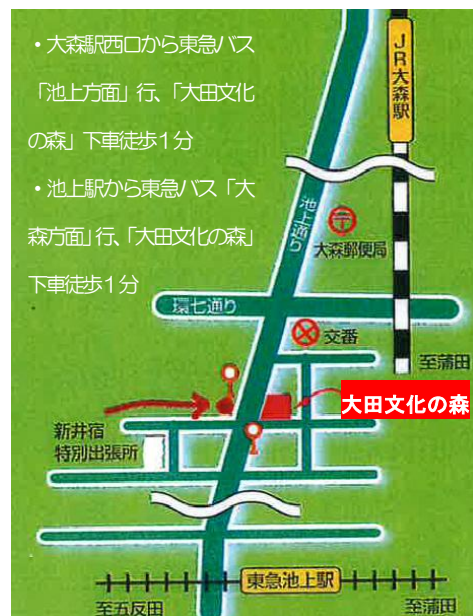 ・大森駅西口から東急バス
「池上方面」行、「大田文化
の森」下車徒歩1分
・池上駅から東急バス「大
森方面」行、「大田文化の森」
下車徒歩1分
JR大森駅
池上通り
大森郵便局
環七通り
交番
至蒲田
大田文化の森
新井宿
特別出張所
東急池上駅
至五反田
至蒲田